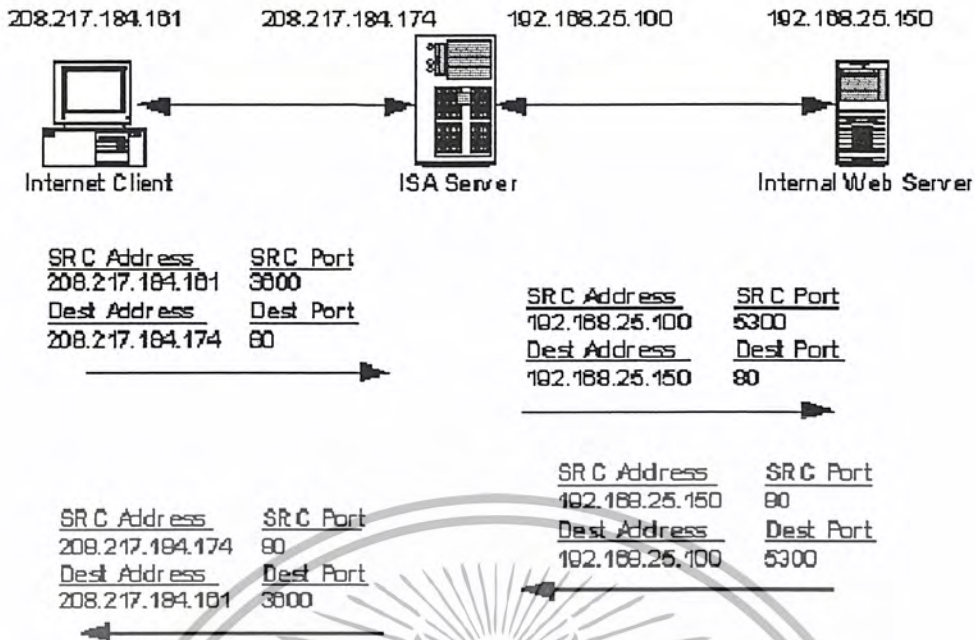 208.217.184.161 208.217.184.174 192.168.25.100 192.168.25.150
Internet Client ISA Server Internal Web Server
SRC Address SRC Port
208.217.184.161 3600
Dest Address Dest Port
208.217.184.174 80
SRC Address SRC Port
192.168.25.100 5300
Dest Address Dest Port
192.168.25.150 80
SRC Address SRC Port
192.168.25.150 80
Dest Address Dest Port
192.168.25.100 5300
SRC Address SRC Port
208.217.184.174 80
Dest Address Dest Port
208.217.184.161 3600